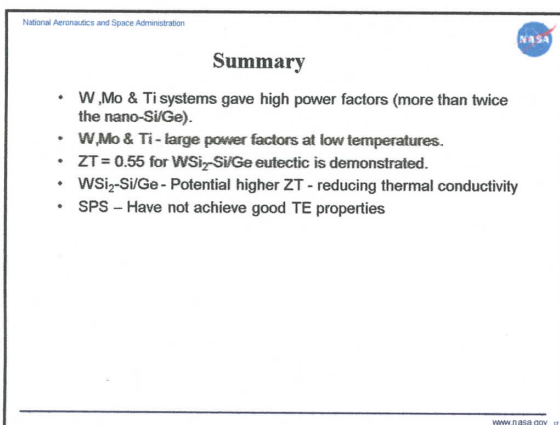 National Aeronautics and Space Administration
NASA
Summary
• W ,Mo & Ti systems gave high power factors (more than twice
the nano-Si/Ge).
• W,Mo & Ti - large power factors at low temperatures.
• ZT = 0.55 for WSi₂-Si/Ge eutectic is demonstrated.
• WSi₂-Si/Ge - Potential higher ZT - reducing thermal conductivity
• SPS – Have not achieve good TE properties
www.nasa.gov